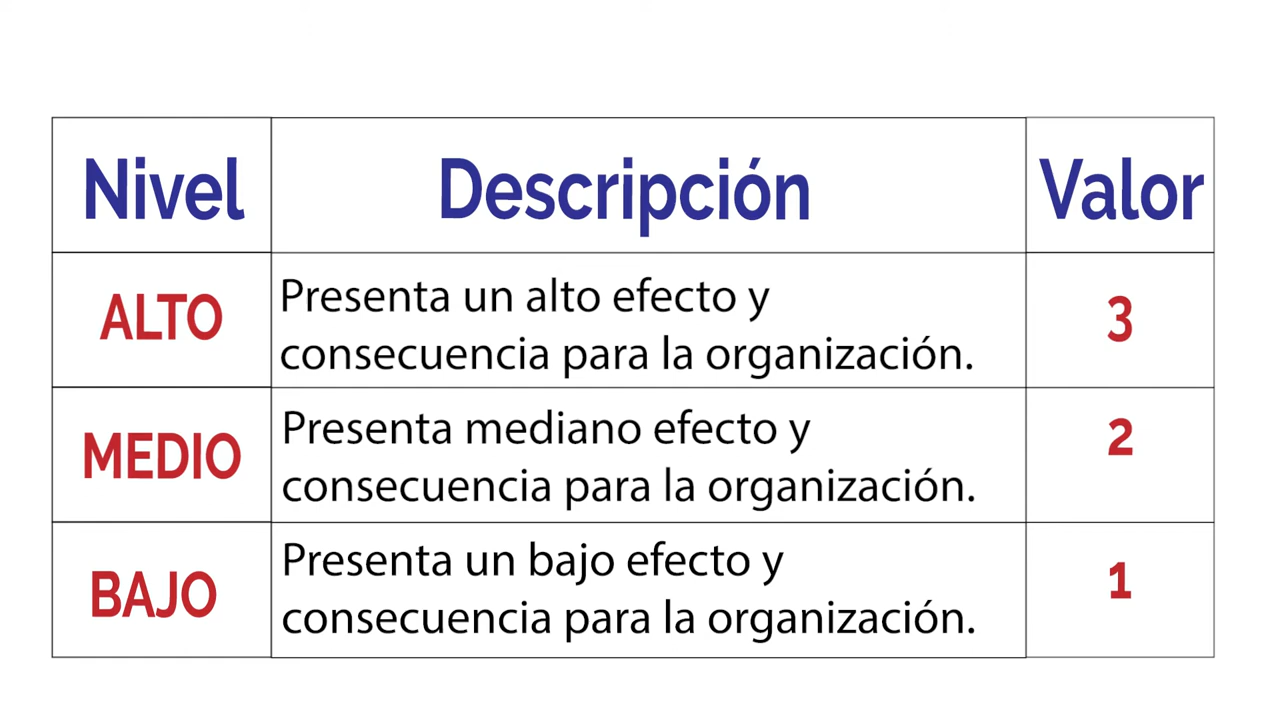 Nivel Descripción Valor
ALTO Presenta un alto efecto y
consecuencia para la organización. 3
MEDIO Presenta mediano efecto y
consecuencia para la organización. 2
BAJO Presenta un bajo efecto y
consecuencia para la organización. 1